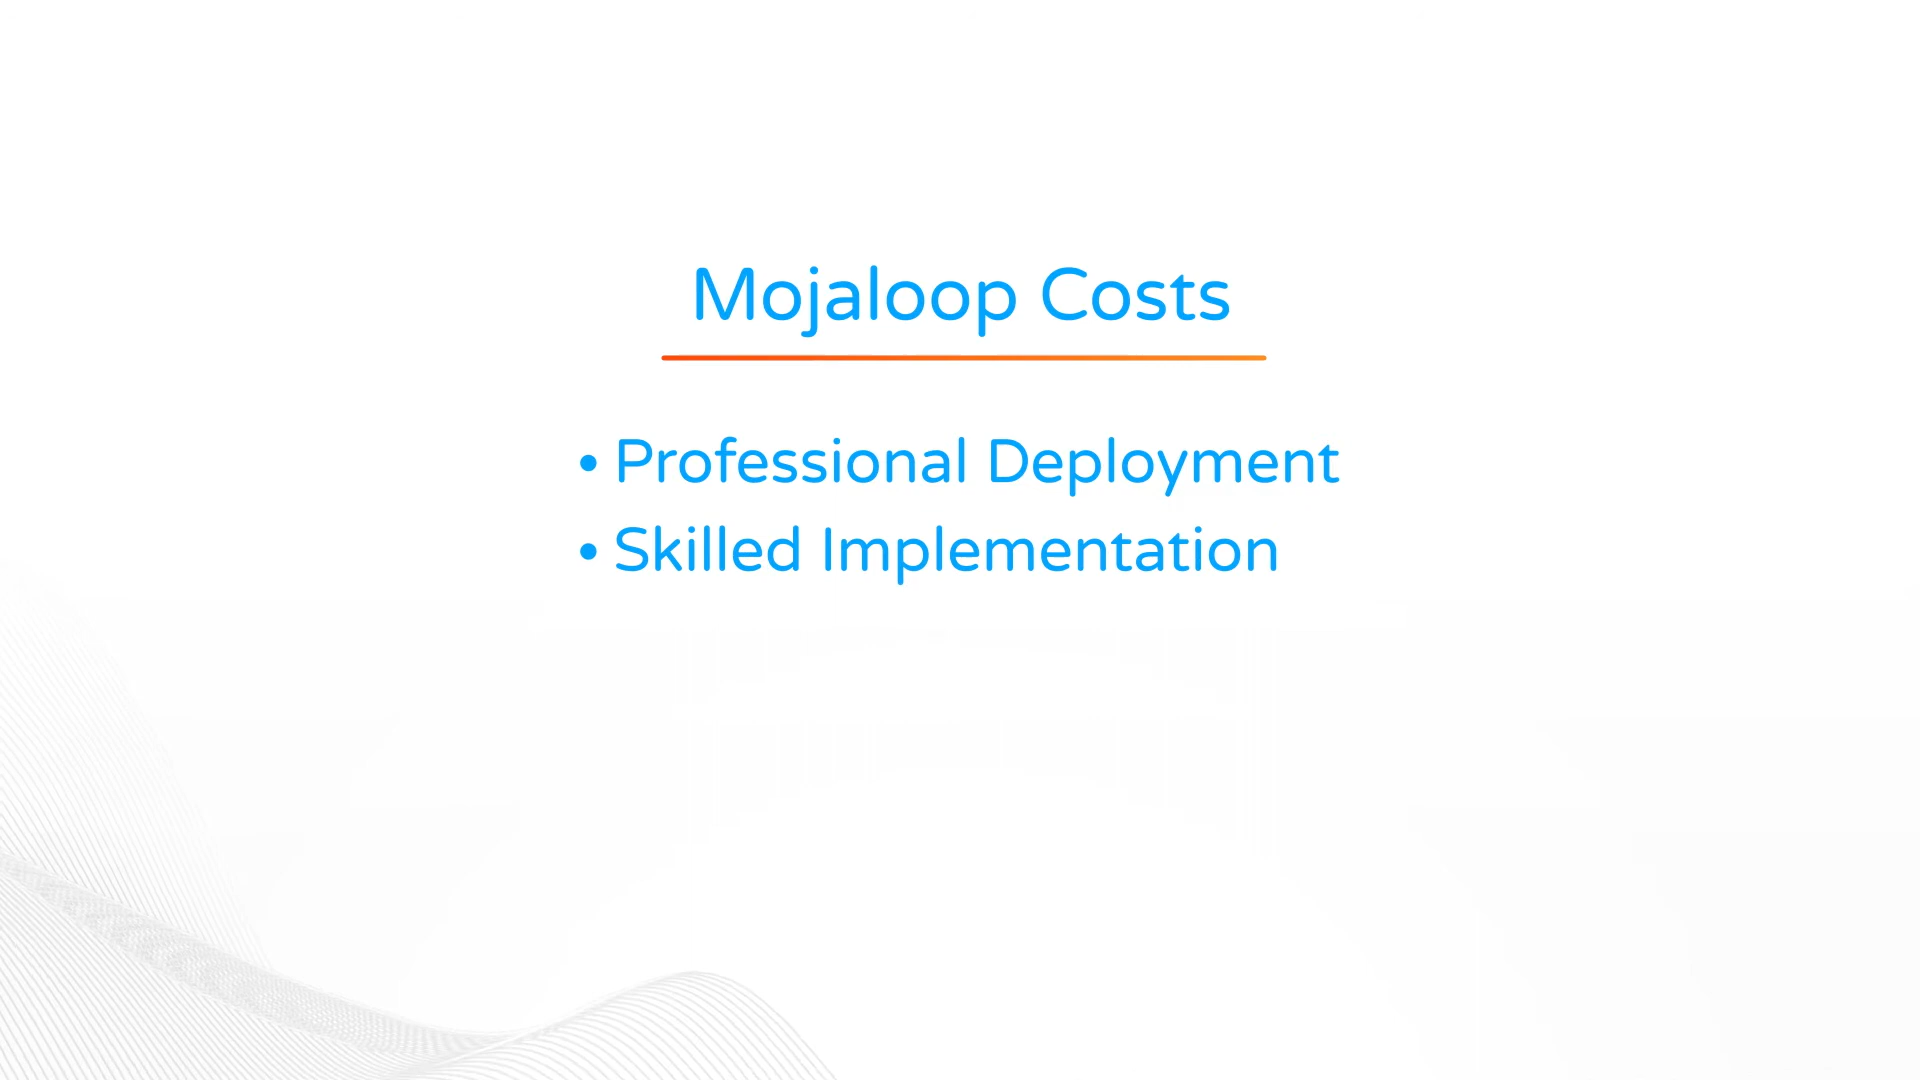 Mojaloop Costs
• Professional Deployment
• Skilled Implementation